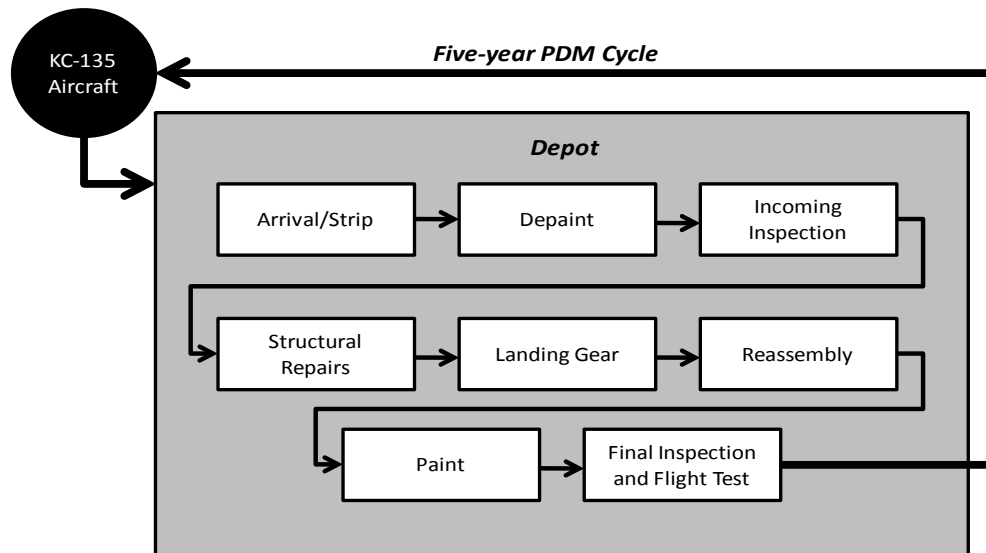 KC-135
Aircraft
Five-year PDM Cycle
Depot
Arrival/Strip
Depaint
Incoming
Inspection
Structural
Repairs
Landing Gear
Reassembly
Paint
Final Inspection
and Flight Test